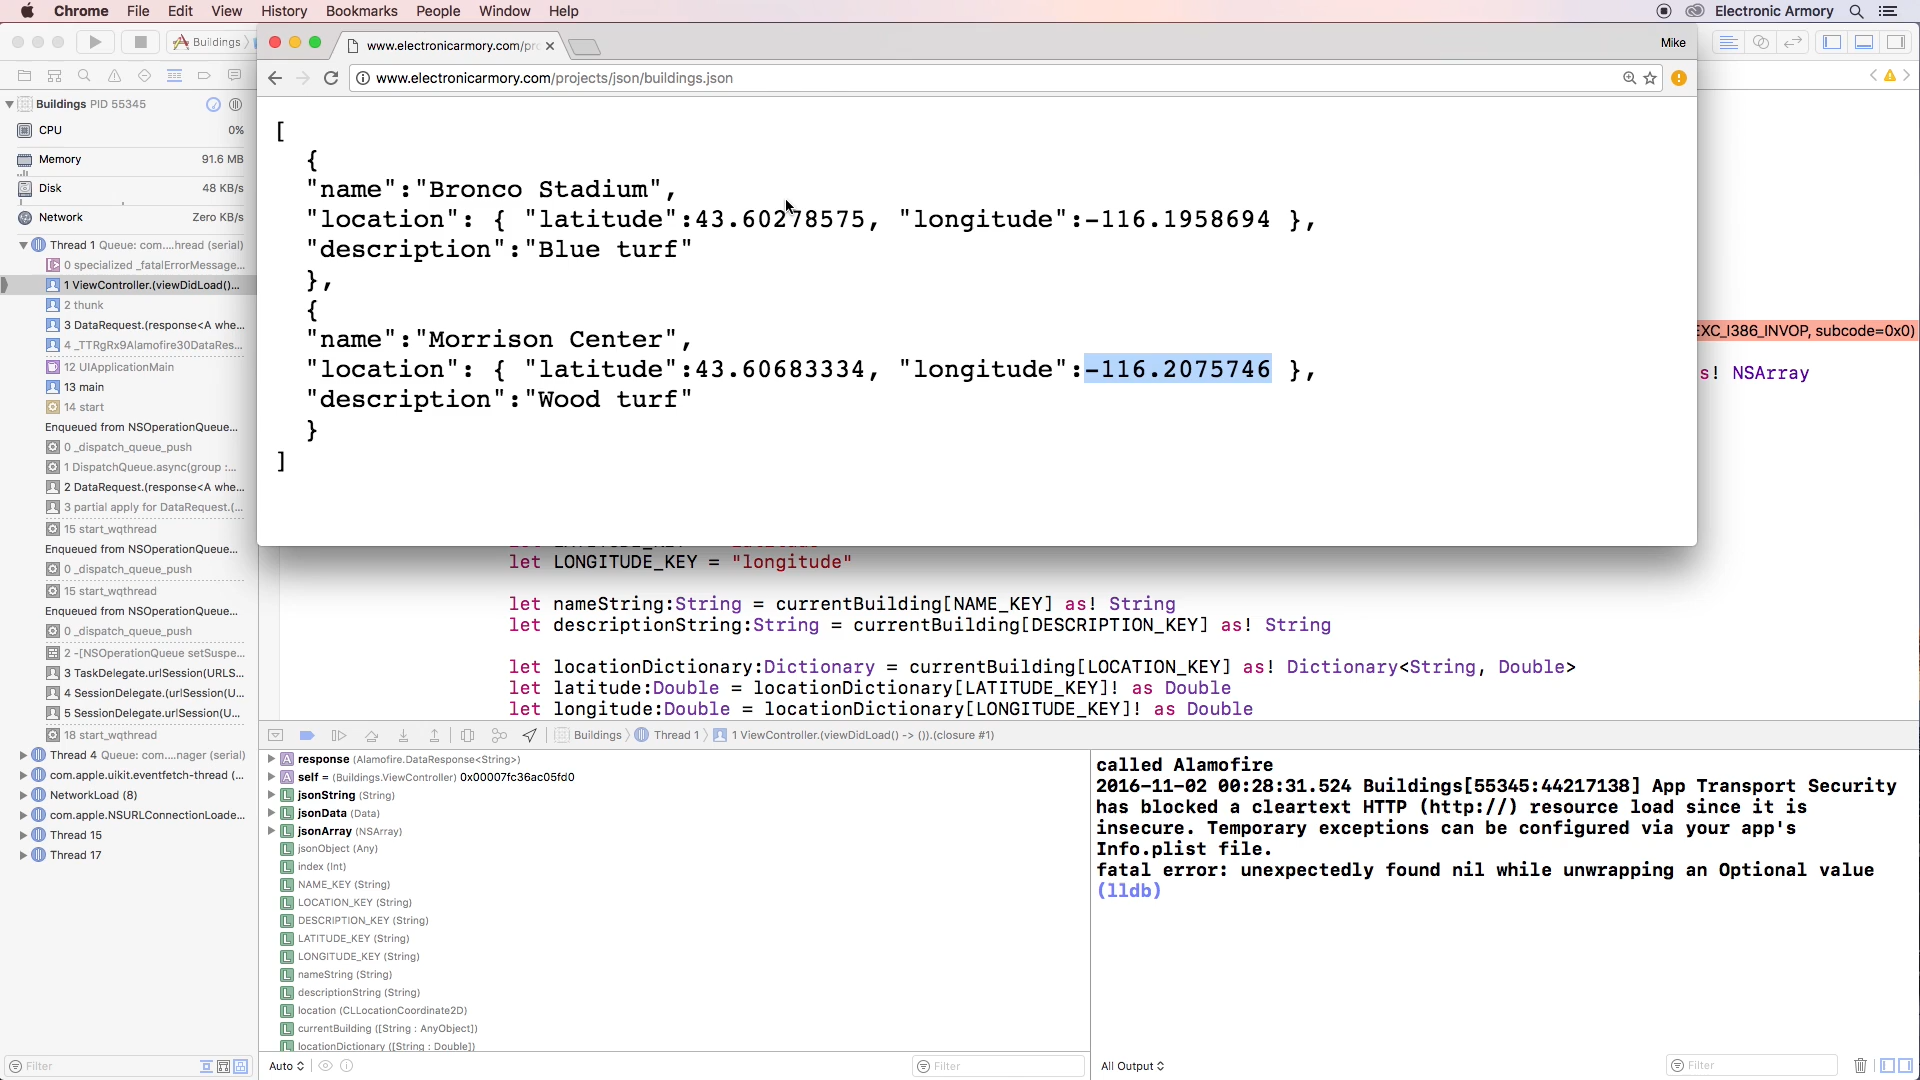 Chrome File Edit View History Bookmarks People Window Help
Electronic Armory
Buildings
www.electronicarmory.com/pr
Mike
www.electronicarmory.com/projects/json/buildings.json
[
{
"name":"Bronco Stadium",
"location": { "latitude":43.60278575, "longitude":-116.1958694 },
"description":"Blue turf"
},
{
"name":"Morrison Center",
"location": { "latitude":43.60683334, "longitude":-116.2075746 },
"description":"Wood turf"
}
]
Buildings PID 55345
CPU 0%
Memory 91.6 MB
Disk 48 KB/s
Network Zero KB/s
Thread 1 Queue: com....hread (serial)
0 specialized _fatalErrorMessage...
1 ViewController.(viewDidLoad()...
2 thunk
3 DataRequest.(response<A whe...
4 _TTRgRx9Alamofire30DataRes...
12 UIApplicationMain
13 main
14 start
Enqueued from NSOperationQueue...
0 _dispatch_queue_push
1 DispatchQueue.async(group :...
2 DataRequest.(response<A whe...
3 partial apply for DataRequest.(...
15 start_wqthread
Enqueued from NSOperationQueue...
0 _dispatch_queue_push
15 start_wqthread
Enqueued from NSOperationQueue...
0 _dispatch_queue_push
2 -[NSOperationQueue setSuspe...
3 TaskDelegate.urlSession(URLS...
4 SessionDelegate.(urlSession(U...
5 SessionDelegate.urlSession(U...
18 start_wqthread
Thread 4 Queue: com....nager (serial)
com.apple.uikit.eventfetch-thread (...
NetworkLoad (8)
com.apple.NSURLConnectionLoade...
Thread 15
Thread 17
Filter
EXC_I386_INVOP, subcode=0x0)
s! NSArray
let LONGITUDE_KEY = "longitude"
let nameString:String = currentBuilding[NAME_KEY] as! String
let descriptionString:String = currentBuilding[DESCRIPTION_KEY] as! String
let locationDictionary:Dictionary = currentBuilding[LOCATION_KEY] as! Dictionary<String, Double>
let latitude:Double = locationDictionary[LATITUDE_KEY]! as Double
let longitude:Double = locationDictionary[LONGITUDE_KEY]! as Double
Buildings Thread 1 1 ViewController.(viewDidLoad() -> ()).(closure #1)
response (Alamofire.DataResponse<String>)
self = (Buildings.ViewController) 0x00007fc36ac05fd0
jsonString (String)
jsonData (Data)
jsonArray (NSArray)
jsonObject (Any)
index (Int)
NAME_KEY (String)
LOCATION_KEY (String)
DESCRIPTION_KEY (String)
LATITUDE_KEY (String)
LONGITUDE_KEY (String)
nameString (String)
descriptionString (String)
location (CLLocationCoordinate2D)
currentBuilding ([String : AnyObject])
locationDictionary ([String : Double])
Auto
Filter
called Alamofire
2016-11-02 00:28:31.524 Buildings[55345:44217138] App Transport Security
has blocked a cleartext HTTP (http://) resource load since it is
insecure. Temporary exceptions can be configured via your app's
Info.plist file.
fatal error: unexpectedly found nil while unwrapping an Optional value
(lldb)
All Output
Filter